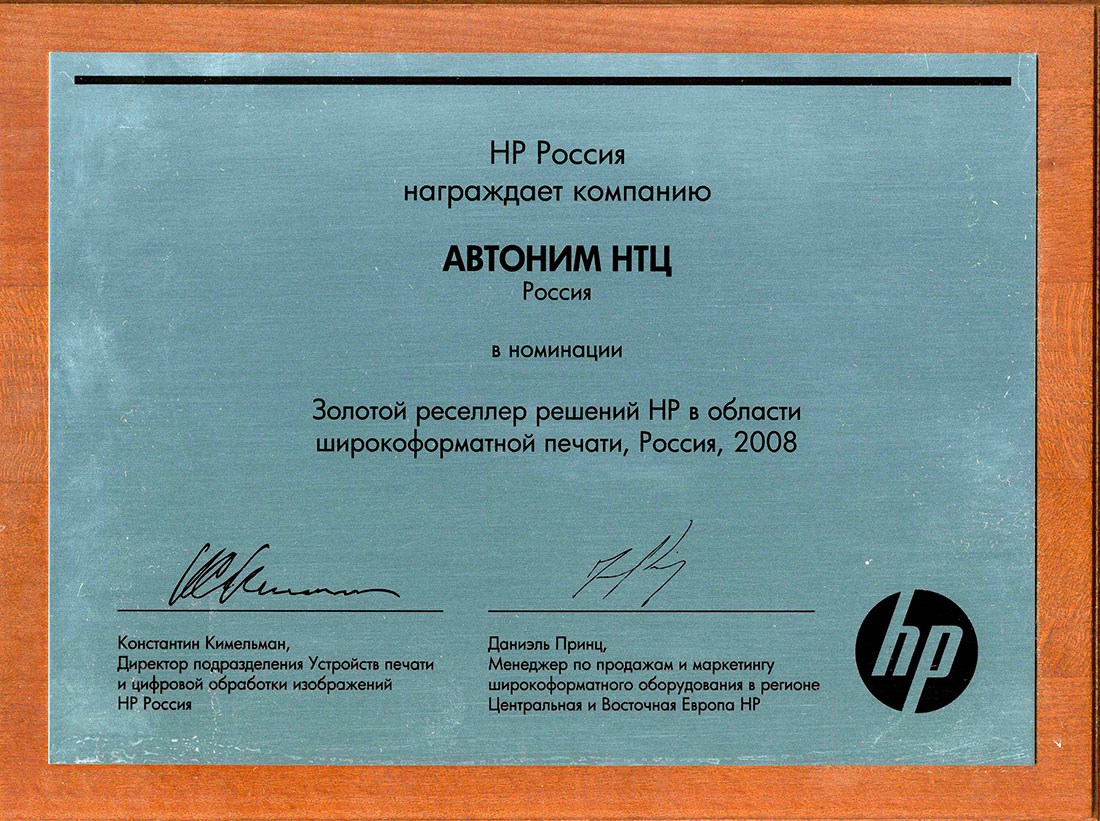 HP Россия
награждает компанию
АВТОНИМ НТЦ
Россия
в номинации
Золотой реселлер решений HP в области
широкоформатной печати, Россия, 2008
Константин Кимельман,
Директор подразделения Устройств печати
и цифровой обработки изображений
HP Россия
Даниэль Принц,
Менеджер по продажам и маркетингу
широкоформатного оборудования в регионе
Центральная и Восточная Европа HP
hp